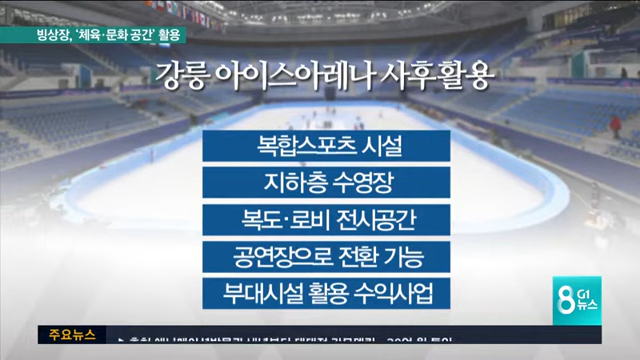 빙상장, '체육·문화 공간' 활용
강릉 아이스아레나 사후 활용
복합스포츠 시설
지하층 수영장
복도·로비 전시공간
공연장으로 전환 가능
부대시설 활용 수익사업
8 G1 뉴스
주요뉴스